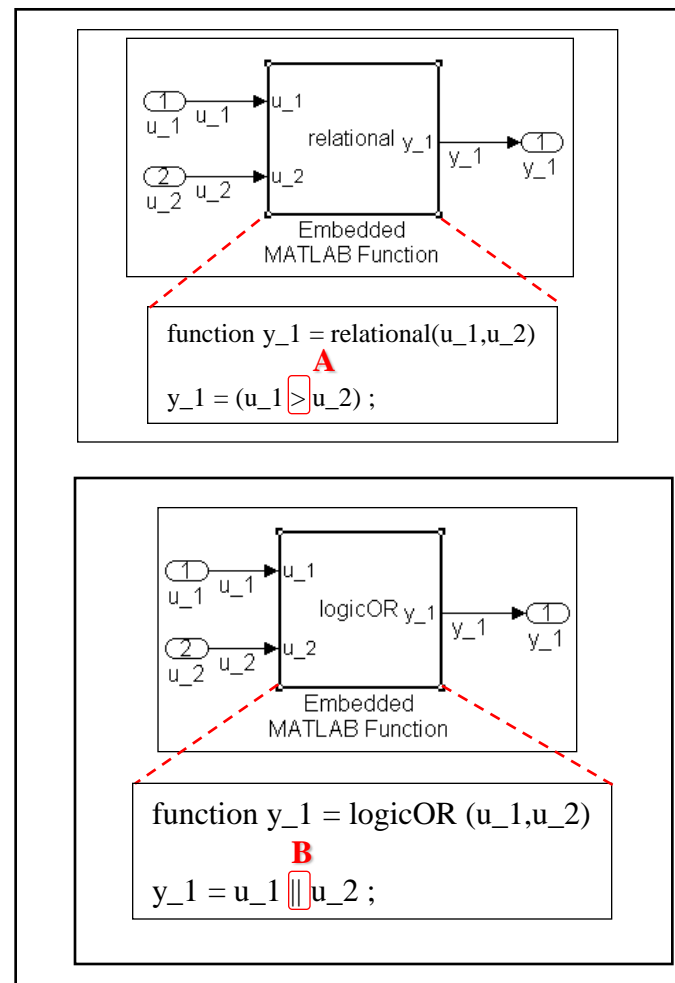 1
u_1
u_1
u_1
relational
y_1
y_1
1
y_1
2
u_2
u_2
u_2
Embedded
MATLAB Function
function y_1 = relational(u_1,u_2)
A
y_1 = (u_1 > u_2) ;
1
u_1
u_1
u_1
logicOR
y_1
y_1
1
y_1
2
u_2
u_2
u_2
Embedded
MATLAB Function
function y_1 = logicOR (u_1,u_2)
B
y_1 = u_1 || u_2 ;